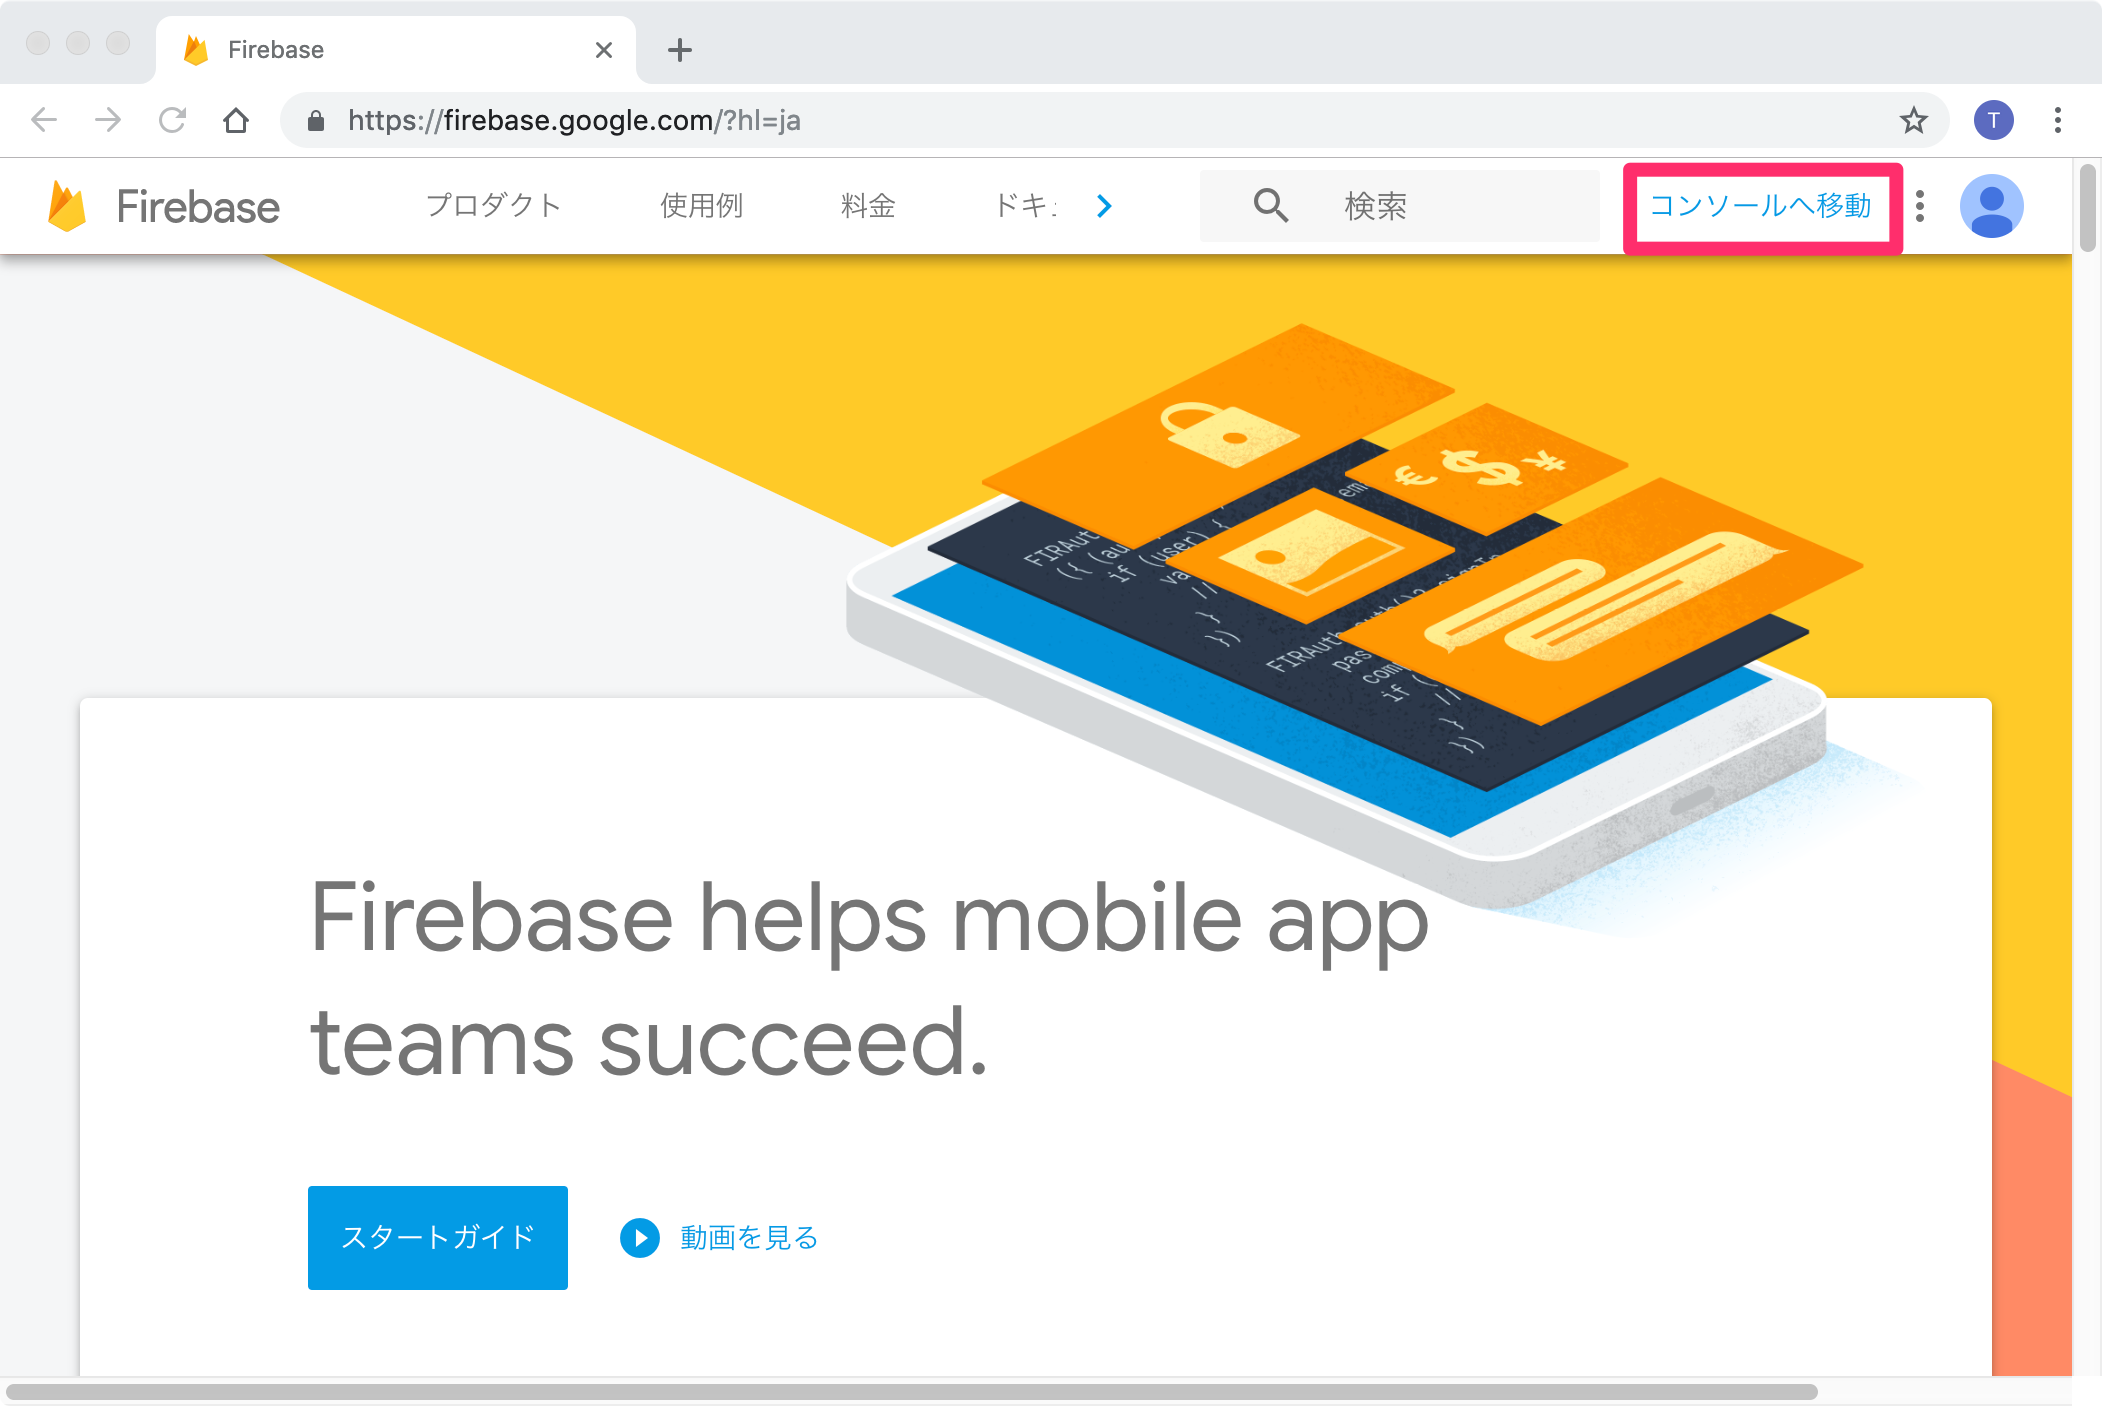 Firebase
https://firebase.google.com/?hl=ja
T
Firebase
プロダクト
使用例
料金
ドキュ
検索
コンソールへ移動
€ $ ¥
em
FIRAut
({ (au
if (user) {
va
//
}
})
FIRAuth
pas
com
if (
//
}
})
Firebase helps mobile app
teams succeed.
スタートガイド
動画を見る